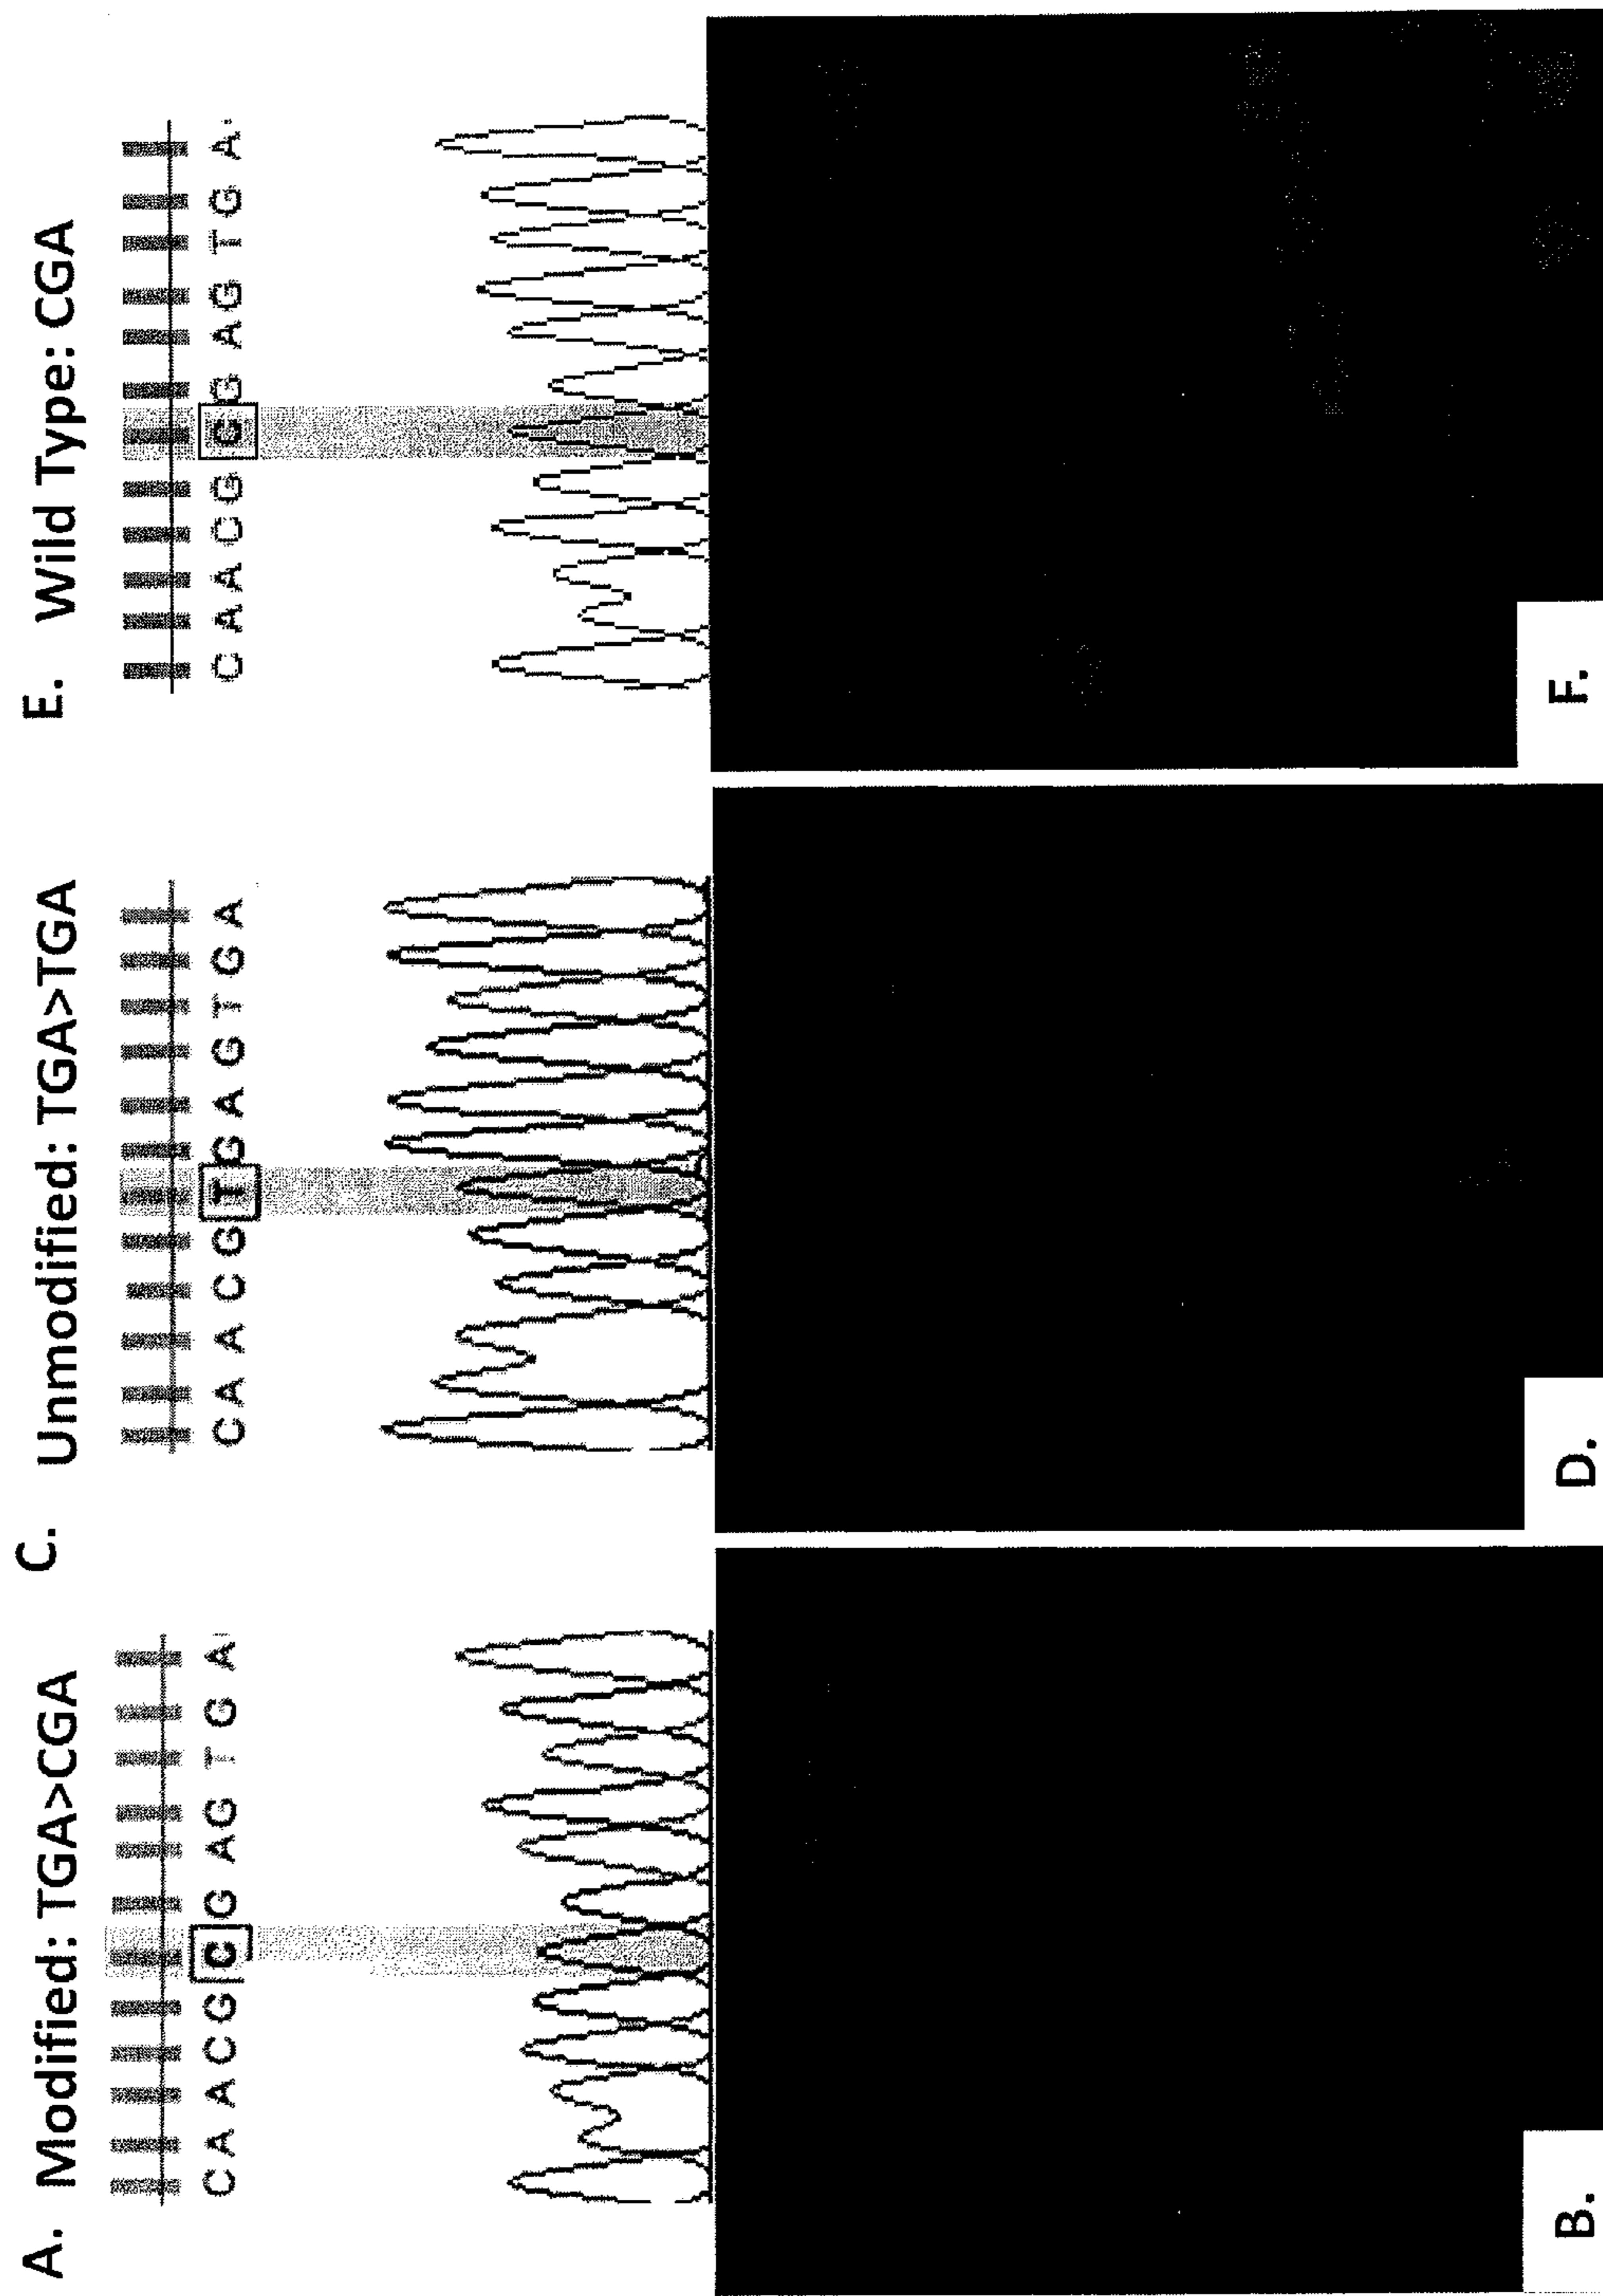 A. Modified: TGA>CGA
C A A C G C G A G T G A
B.
C. Unmodified: TGA>TGA
C A A C G T G A G T G A
D.
E. Wild Type: CGA
C A A C G C G A G T G A
F.